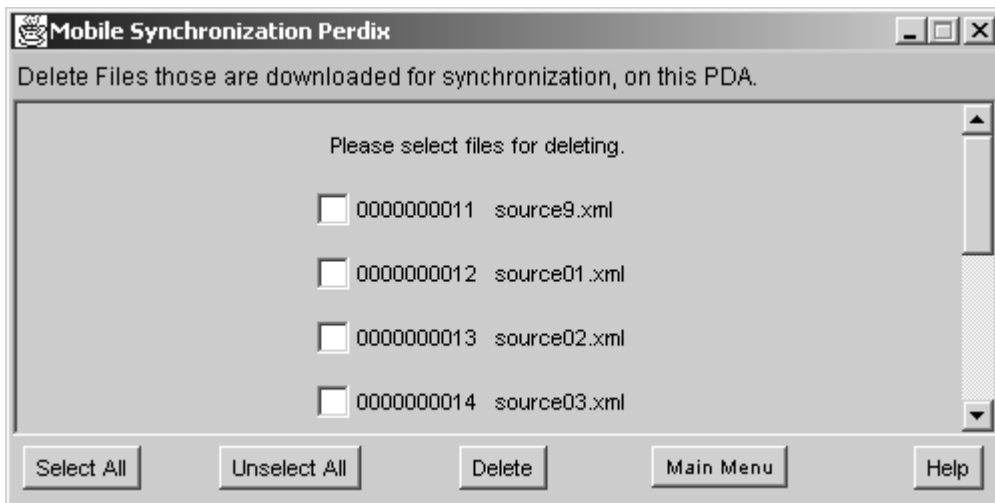 Mobile Synchronization Perdix
Delete Files those are downloaded for synchronization, on this PDA.
Please select files for deleting.
0000000011 source9.xml
0000000012 source01.xml
0000000013 source02.xml
0000000014 source03.xml
Select All Unselect All Delete Main Menu Help